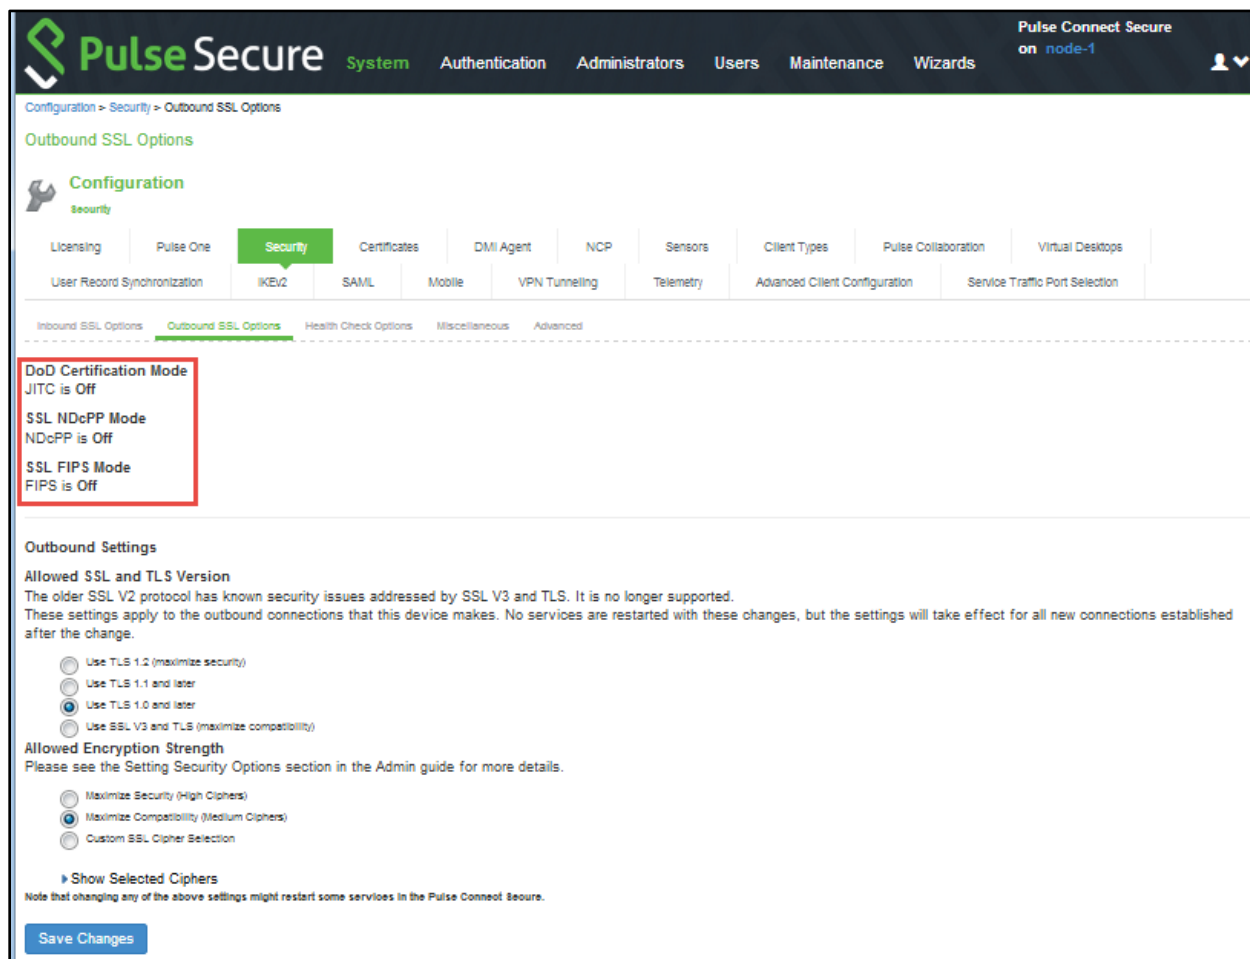 Pulse Secure
System Authentication Administrators Users Maintenance Wizards
Pulse Connect Secure
on node-1
Configuration > Security > Outbound SSL Options
Outbound SSL Options
Configuration
Security
Licensing Pulse One Security Certificates DMI Agent NCP Sensors Client Types Pulse Collaboration Virtual Desktops
User Record Synchronization IKEv2 SAML Mobile VPN Tunneling Telemetry Advanced Client Configuration Service Traffic Port Selection
Inbound SSL Options Outbound SSL Options Health Check Options Miscellaneous Advanced
DoD Certification Mode
JITC is Off
SSL NDcPP Mode
NDcPP is Off
SSL FIPS Mode
FIPS is Off
Outbound Settings
Allowed SSL and TLS Version
The older SSL V2 protocol has known security issues addressed by SSL V3 and TLS. It is no longer supported.
These settings apply to the outbound connections that this device makes. No services are restarted with these changes, but the settings will take effect for all new connections established
after the change.
Use TLS 1.2 (maximize security)
Use TLS 1.1 and later
Use TLS 1.0 and later
Use SSL V3 and TLS (maximize compatibility)
Allowed Encryption Strength
Please see the Setting Security Options section in the Admin guide for more details.
Maximize Security (High Ciphers)
Maximize Compatibility (Medium Ciphers)
Custom SSL Cipher Selection
Show Selected Ciphers
Note that changing any of the above settings might restart some services in the Pulse Connect Secure.
Save Changes